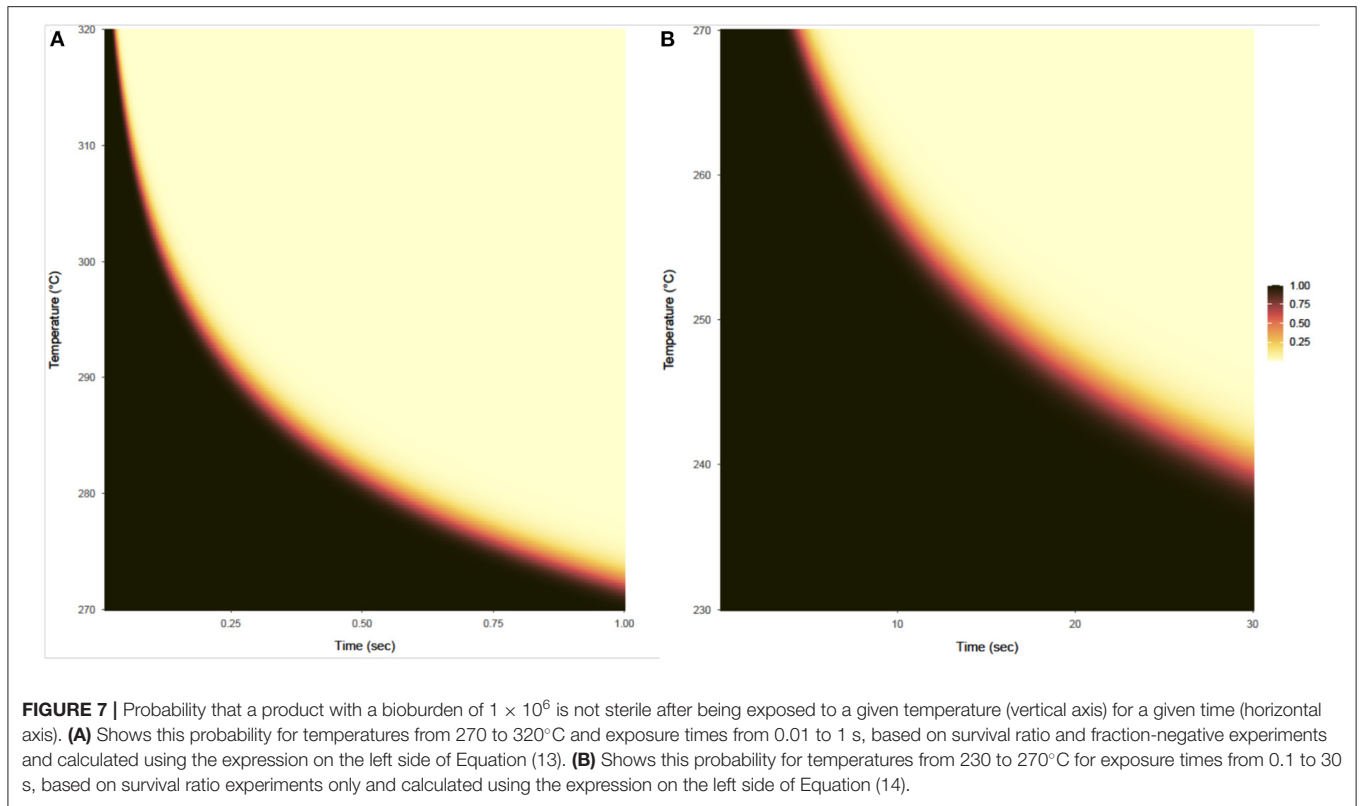 A
320
310
300
290
280
270
Temperature (°C)
0.25
0.50
0.75
1.00
Time (sec)
B
270
260
250
240
230
Temperature (°C)
10
20
30
Time (sec)
1.00
0.75
0.50
0.25
FIGURE 7 | Probability that a product with a bioburden of 1 × 10⁶ is not sterile after being exposed to a given temperature (vertical axis) for a given time (horizontal
axis). (A) Shows this probability for temperatures from 270 to 320°C and exposure times from 0.01 to 1 s, based on survival ratio and fraction-negative experiments
and calculated using the expression on the left side of Equation (13). (B) Shows this probability for temperatures from 230 to 270°C for exposure times from 0.1 to 30
s, based on survival ratio experiments only and calculated using the expression on the left side of Equation (14).